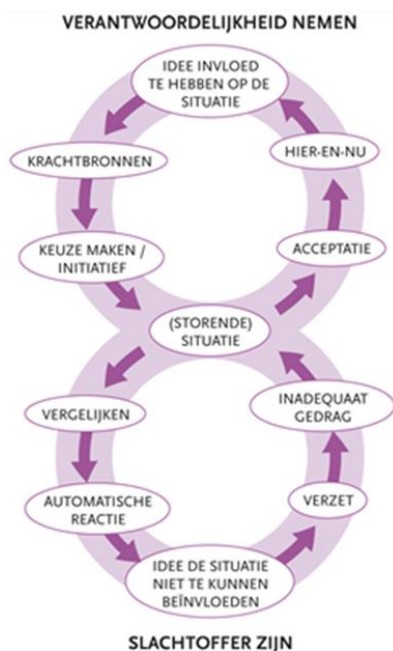 VERANTWOORDELIJKHEID NEMEN
IDEE INVLOED
TE HEBBEN OP DE
SITUATIE
KRACHTBRONNEN
HIER-EN-NU
KEUZE MAKEN /
INITIATIEF
ACCEPTATIE
(STORENDE)
SITUATIE
VERGELIJKEN
INADEQUAAT
GEDRAG
AUTOMATISCHE
REACTIE
VERZET
IDEE DE SITUATIE
NIET TE KUNNEN
BEÏNVLOEDEN
SLACHTOFFER ZIJN